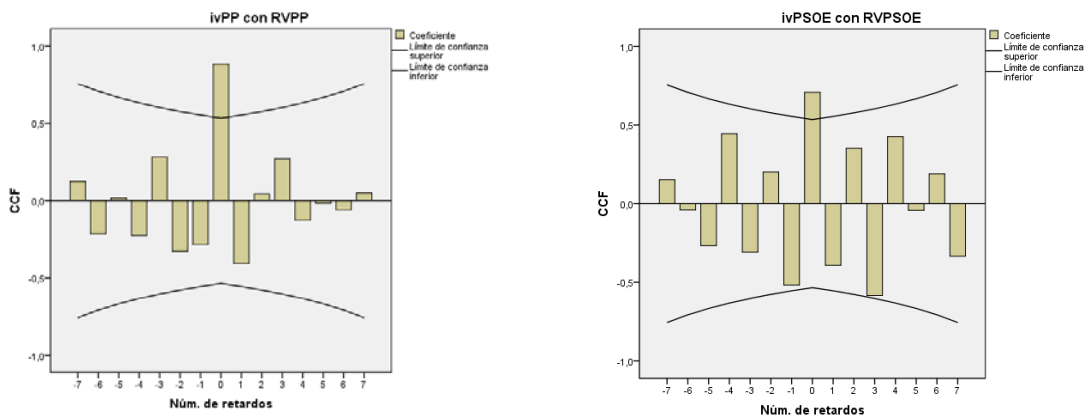 ivPP con RVPP
Coeficiente
Límite de confianza
superior
Límite de confianza
inferior
1,0
0,5
0,0
-0,5
-1,0
CCF
-7 -6 -5 -4 -3 -2 -1 0 1 2 3 4 5 6 7
Núm. de retardos
ivPSOE con RVPSOE
Coeficiente
Límite de confianza
superior
Límite de confianza
inferior
1,0
0,5
0,0
-0,5
-1,0
CCF
-7 -6 -5 -4 -3 -2 -1 0 1 2 3 4 5 6 7
Núm. de retardos